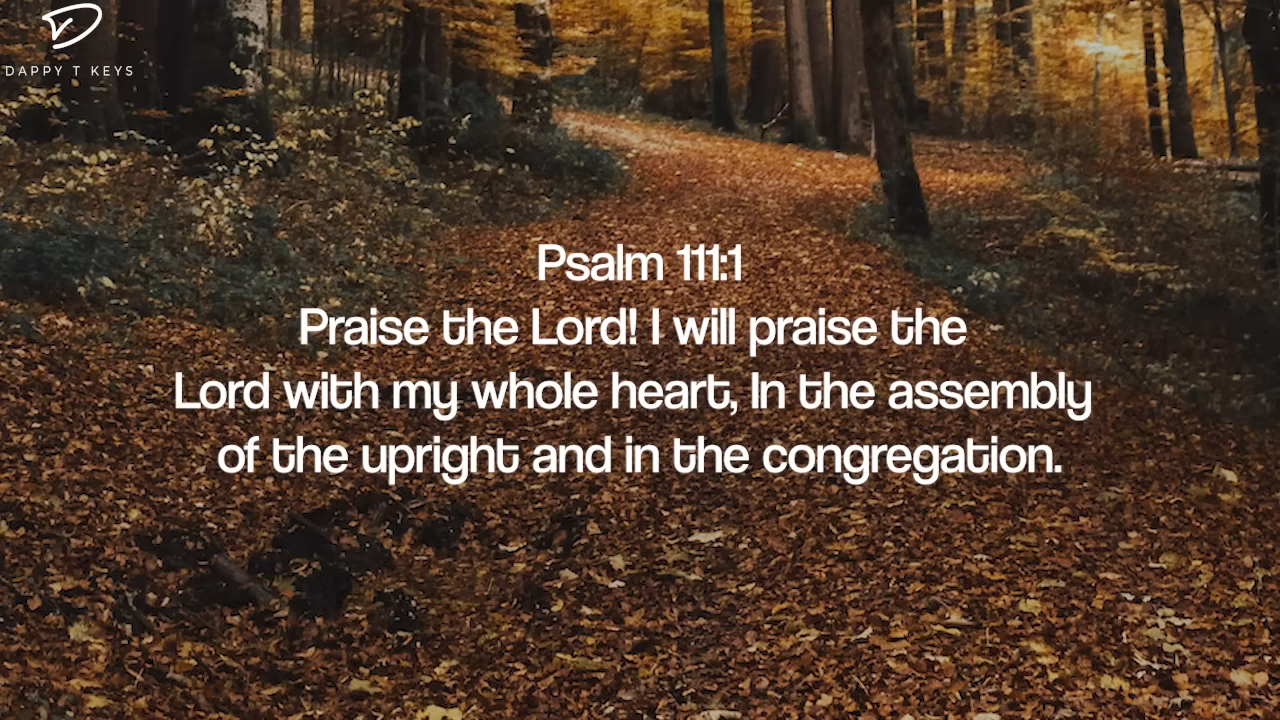 DAPPY T KEYS
Psalm 111:1
Praise the Lord! I will praise the
Lord with my whole heart, In the assembly
of the upright and in the congregation.